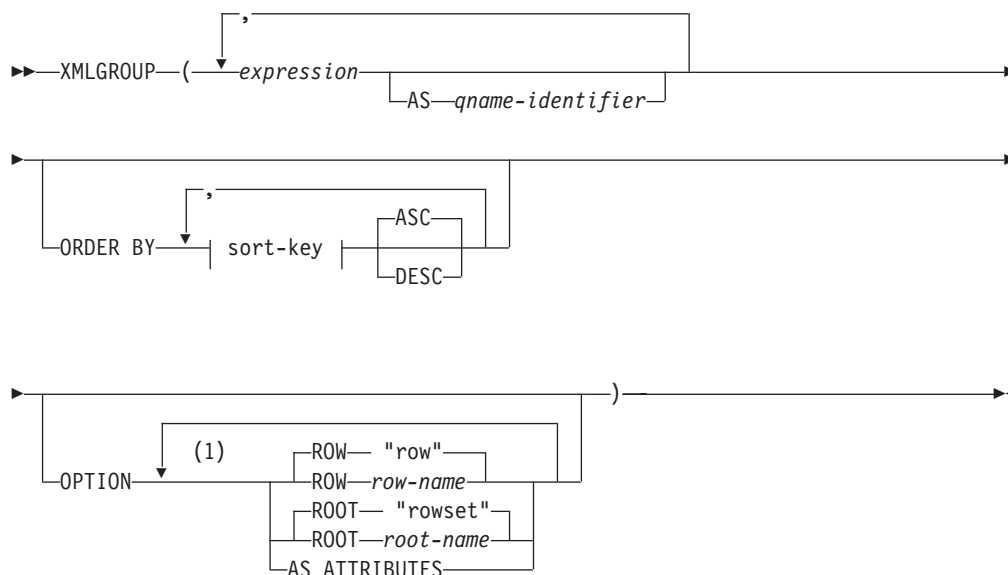 ,
XMLGROUP ( expression
AS qname-identifier
,
ASC
ORDER BY sort-key
DESC
)
(1) ROW "row"
OPTION ROW row-name
ROOT "rowset"
ROOT root-name
AS ATTRIBUTES